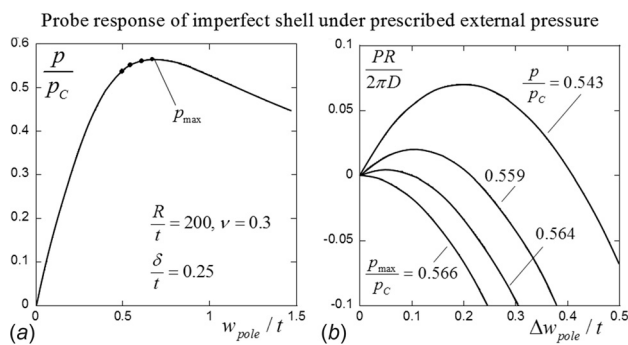 Probe response of imperfect shell under prescribed external pressure
0.6
0.5
0.4
0.3
0.2
0.1
0
p
p_C
p_max
R/t = 200, ν = 0.3
δ/t = 0.25
0
0.5
1
1.5
w_pole / t
(a)
0.1
0.05
0
-0.05
-0.1
PR
2πD
p/p_C = 0.543
0.559
0.564
p_max/p_C = 0.566
0
0.1
0.2
0.3
0.4
0.5
Δw_pole / t
(b)